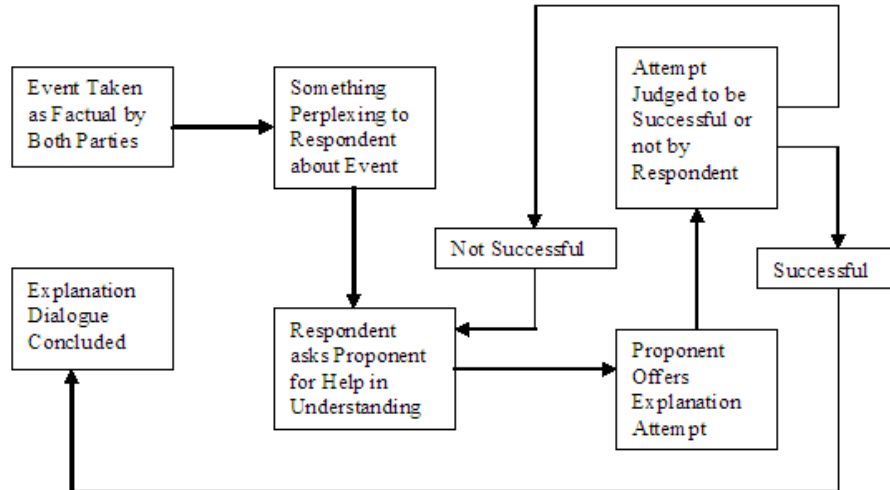 Event Taken
as Factual by
Both Parties
Something
Perplexing to
Respondent
about Event
Attempt
Judged to be
Successful or
not by
Respondent
Not Successful
Successful
Explanation
Dialogue
Concluded
Respondent
asks Proponent
for Help in
Understanding
Proponent
Offers
Explanation
Attempt